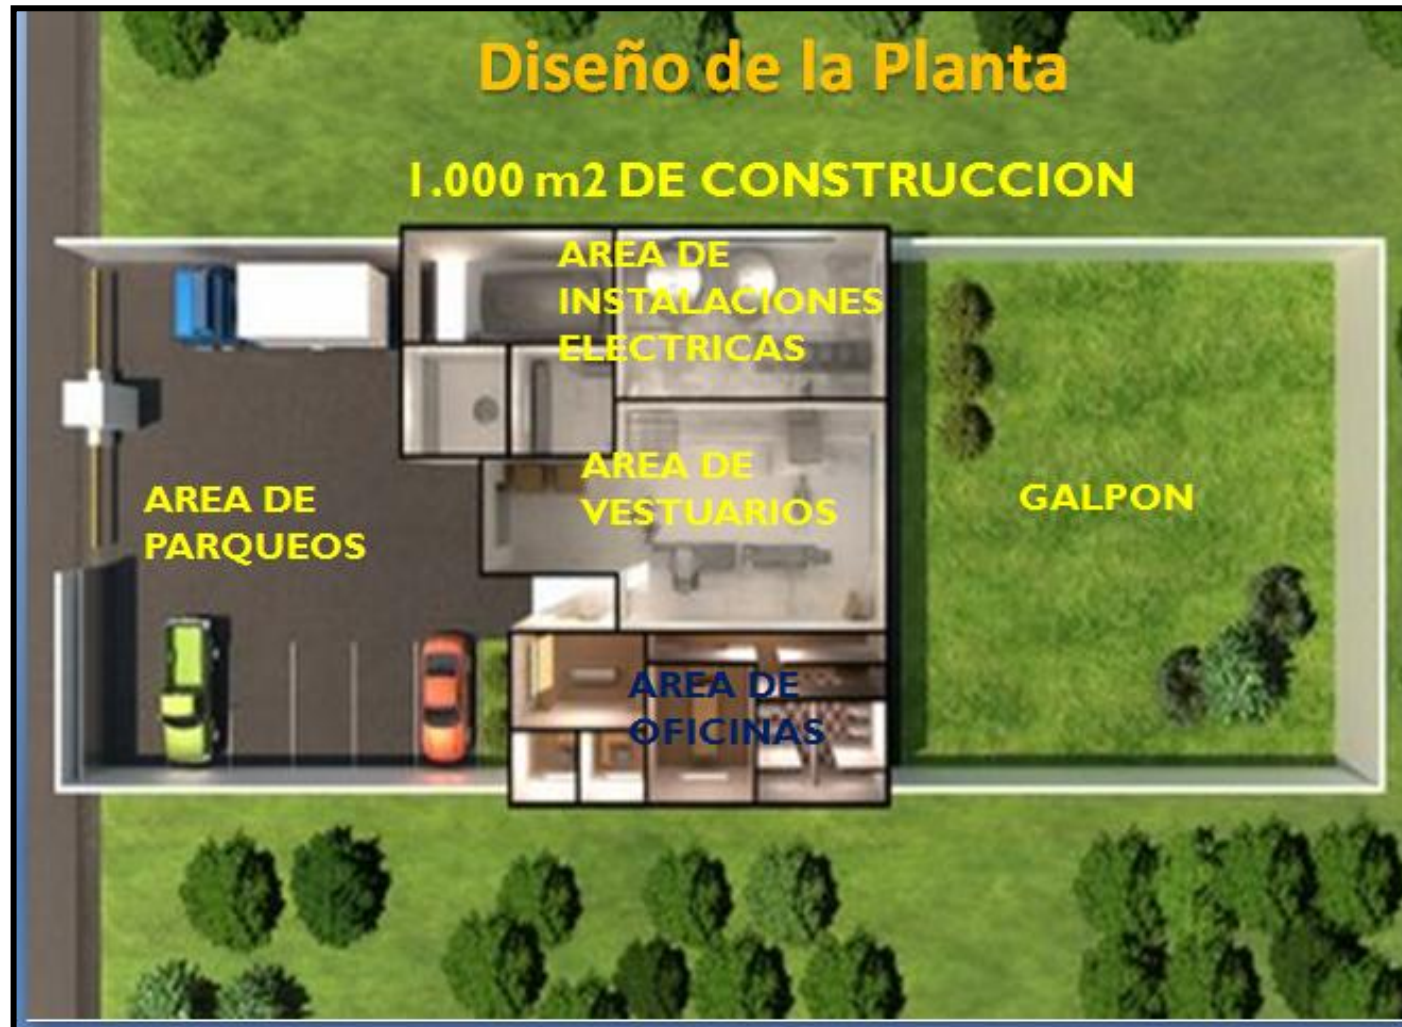 Diseño de la Planta
1.000 m2 DE CONSTRUCCION
AREA DE
INSTALACIONES
ELECTRICAS
AREA DE
VESTUARIOS
AREA DE
PARQUEOS
GALPON
AREA DE
OFICINAS